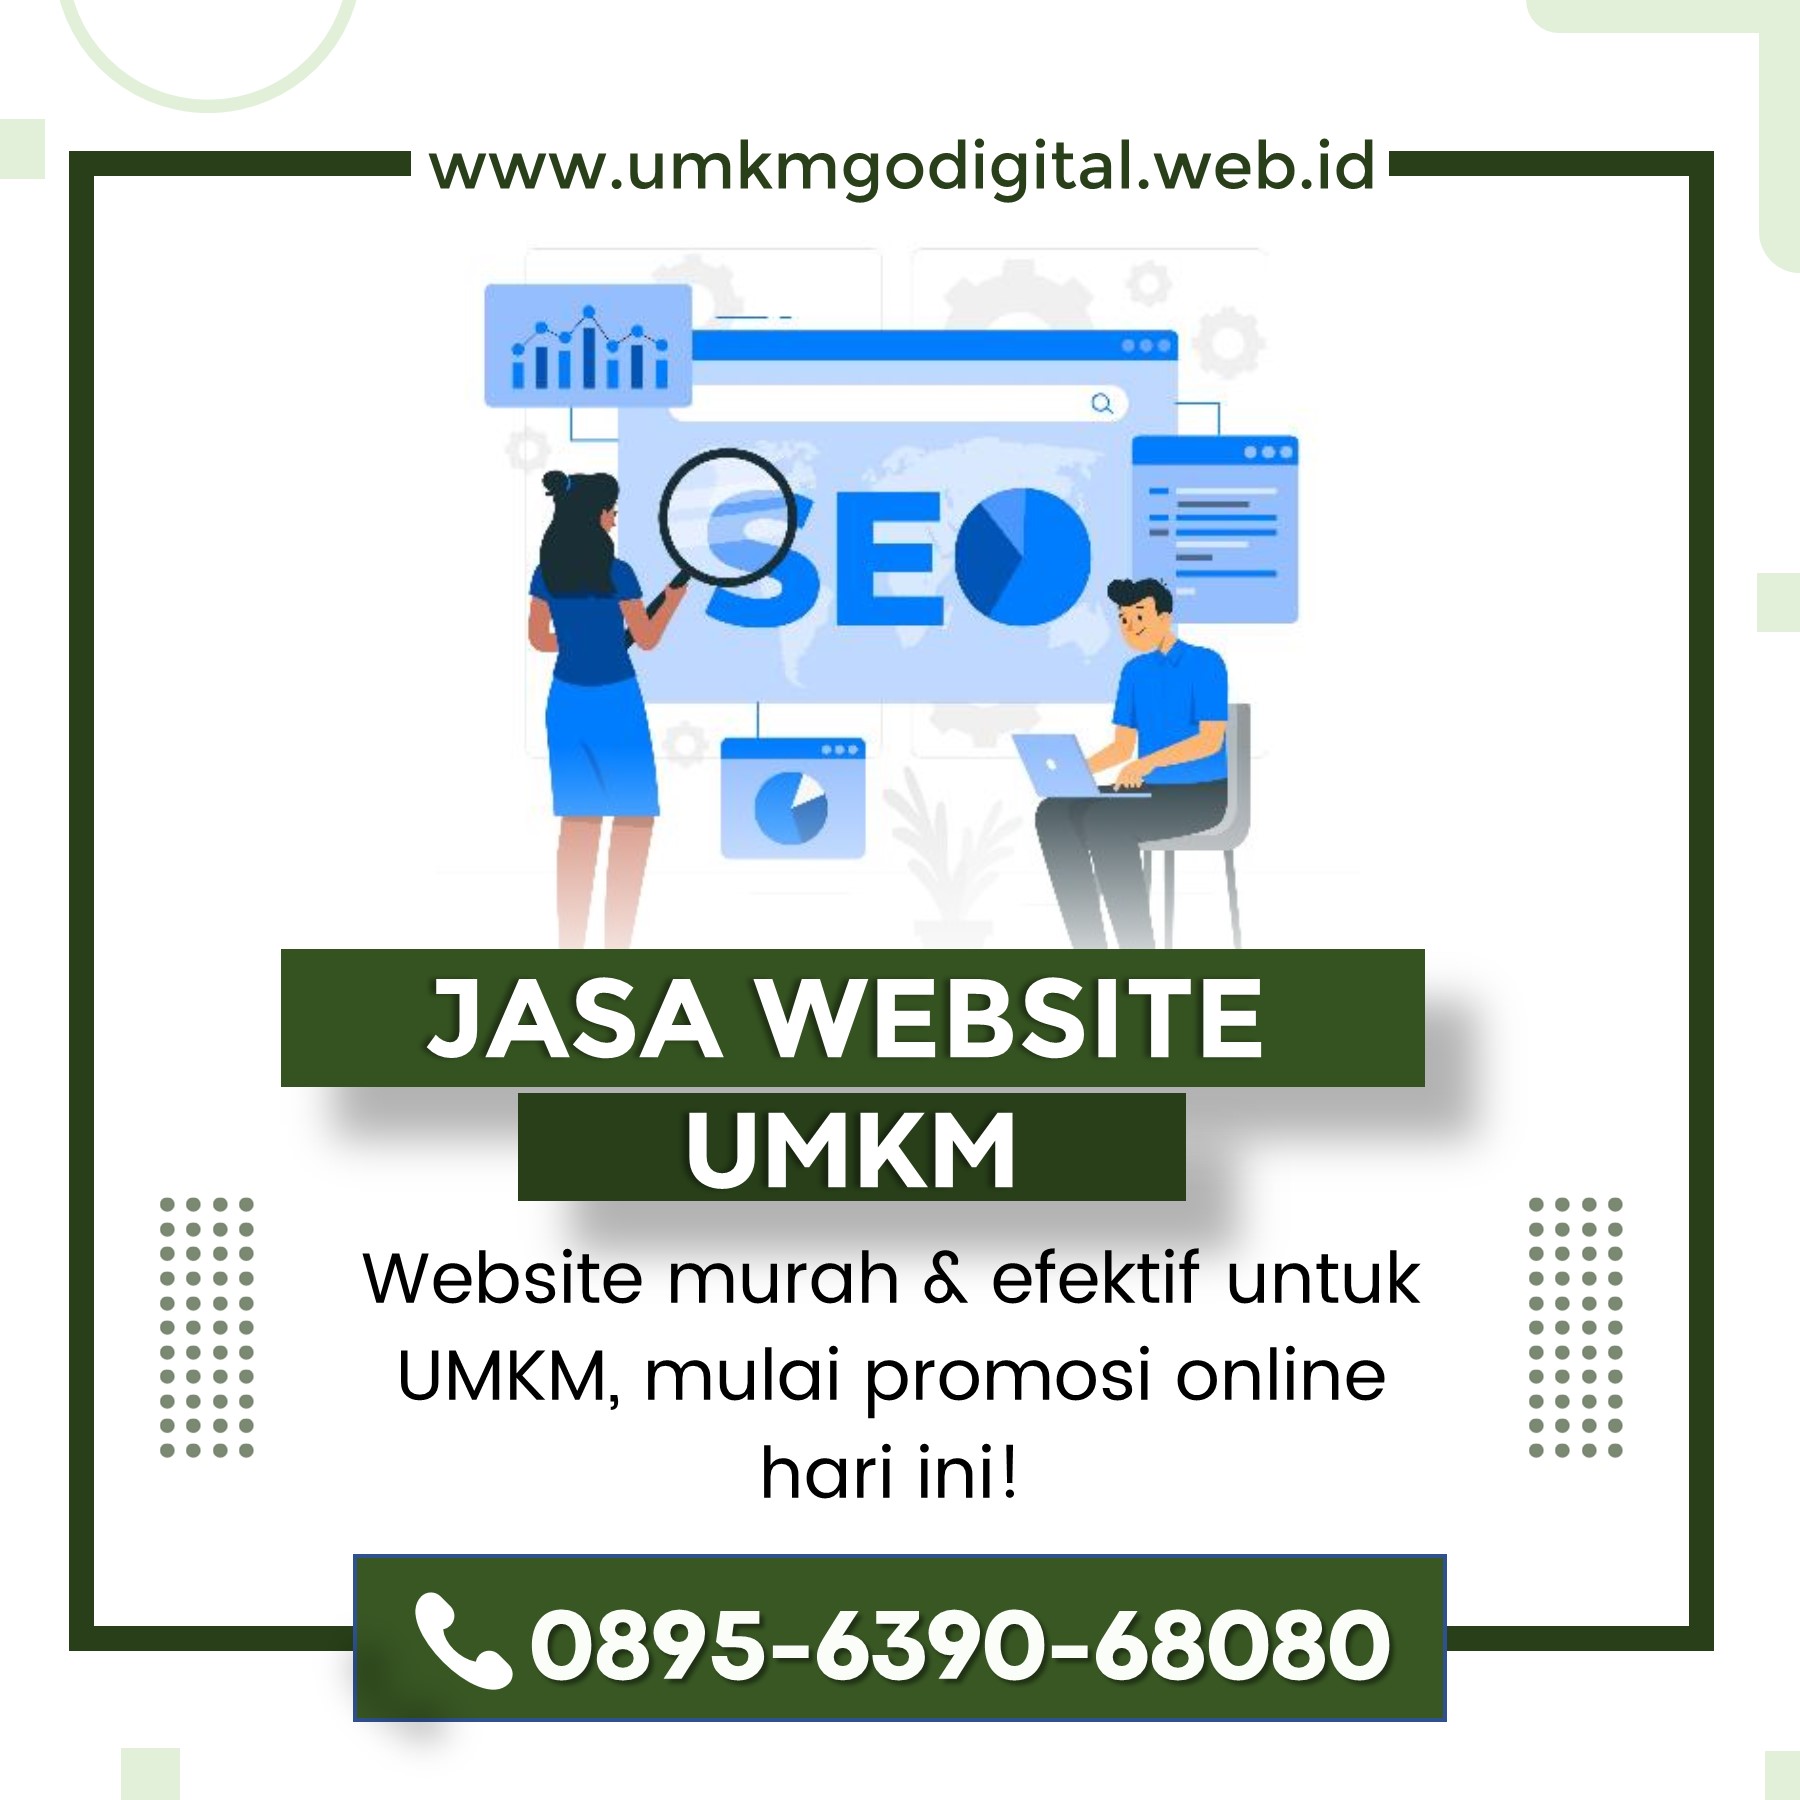 www.umkmgodigital.web.id
SEO
JASA WEBSITE
UMKM
Website murah & efektif untuk
UMKM, mulai promosi online
hari ini!
0895-6390-68080